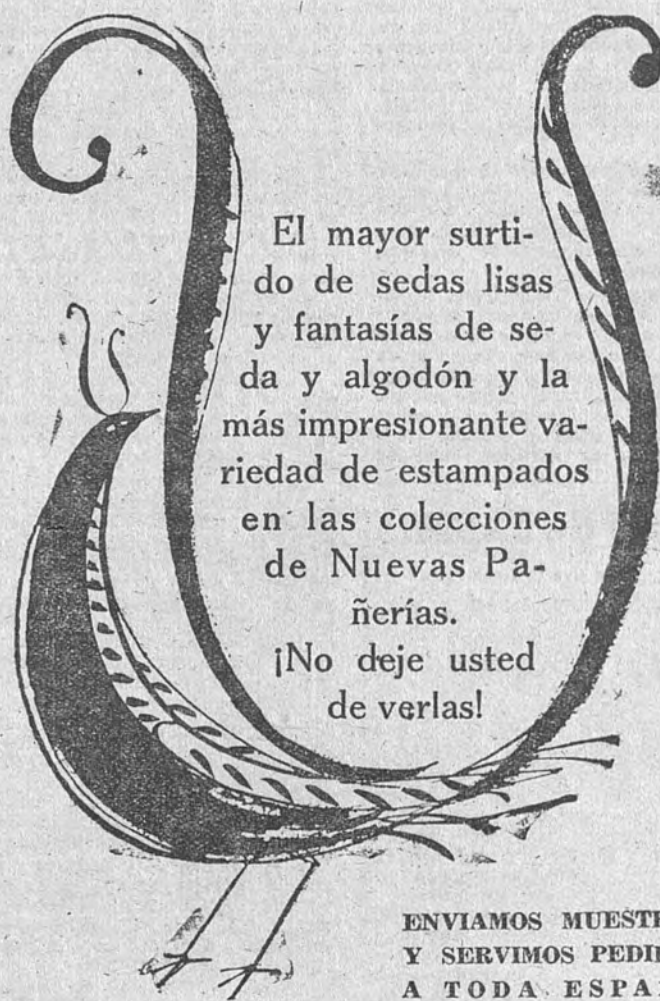 El mayor surti-
do de sedas lisas
y fantasías de se-
da y algodón y la
más impresionante va-
riedad de estampados
en las colecciones
de Nuevas Pa-
ñerías.
¡No deje usted
de verlas!
ENVIAMOS
Y SERVIMOS
A TODA